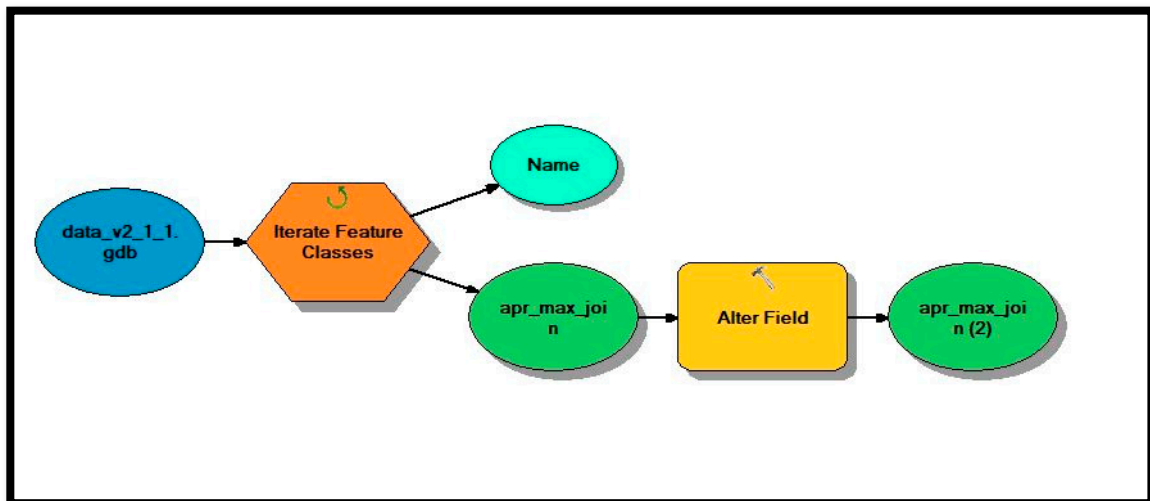 Name
data_v2_1_1.
gdb
Iterate Feature
Classes
apr_max_joi
n
Alter Field
apr_max_joi
n (2)